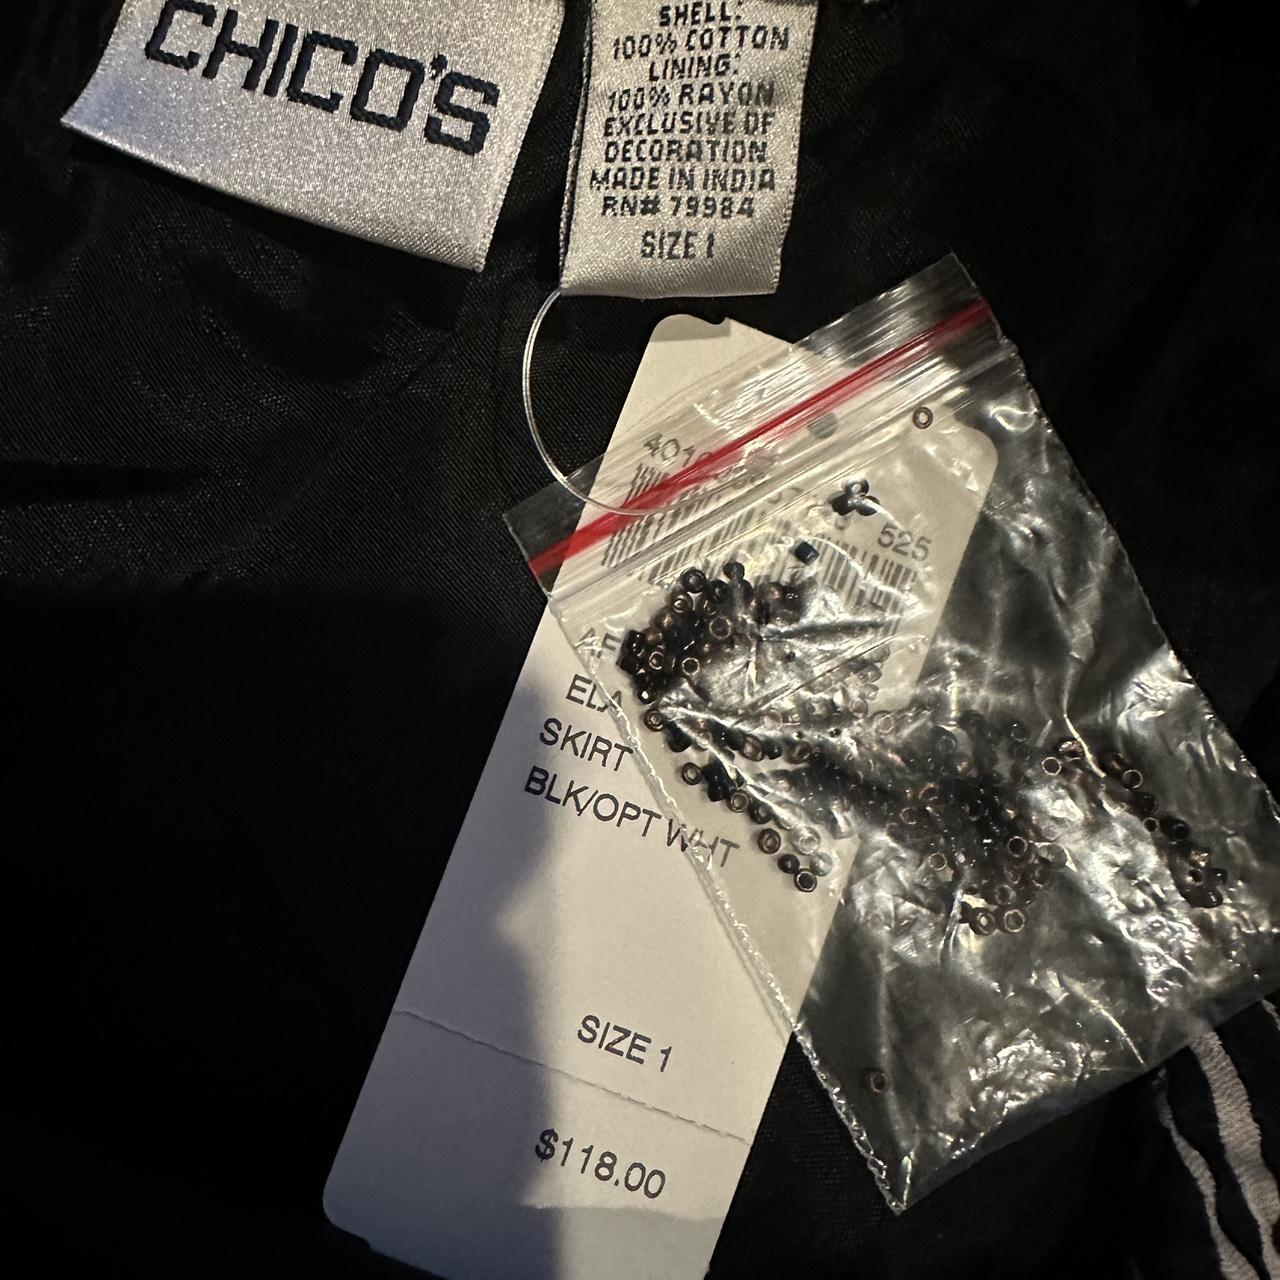 CHICO'S
SHELL:
100% COTTON
LINING:
100% RAYON
EXCLUSIVE OF
DECORATION
MADE IN INDIA
RN# 79984
SIZE 1
525
SKIRT
BLK/OPT WHT
SIZE 1
$118.00